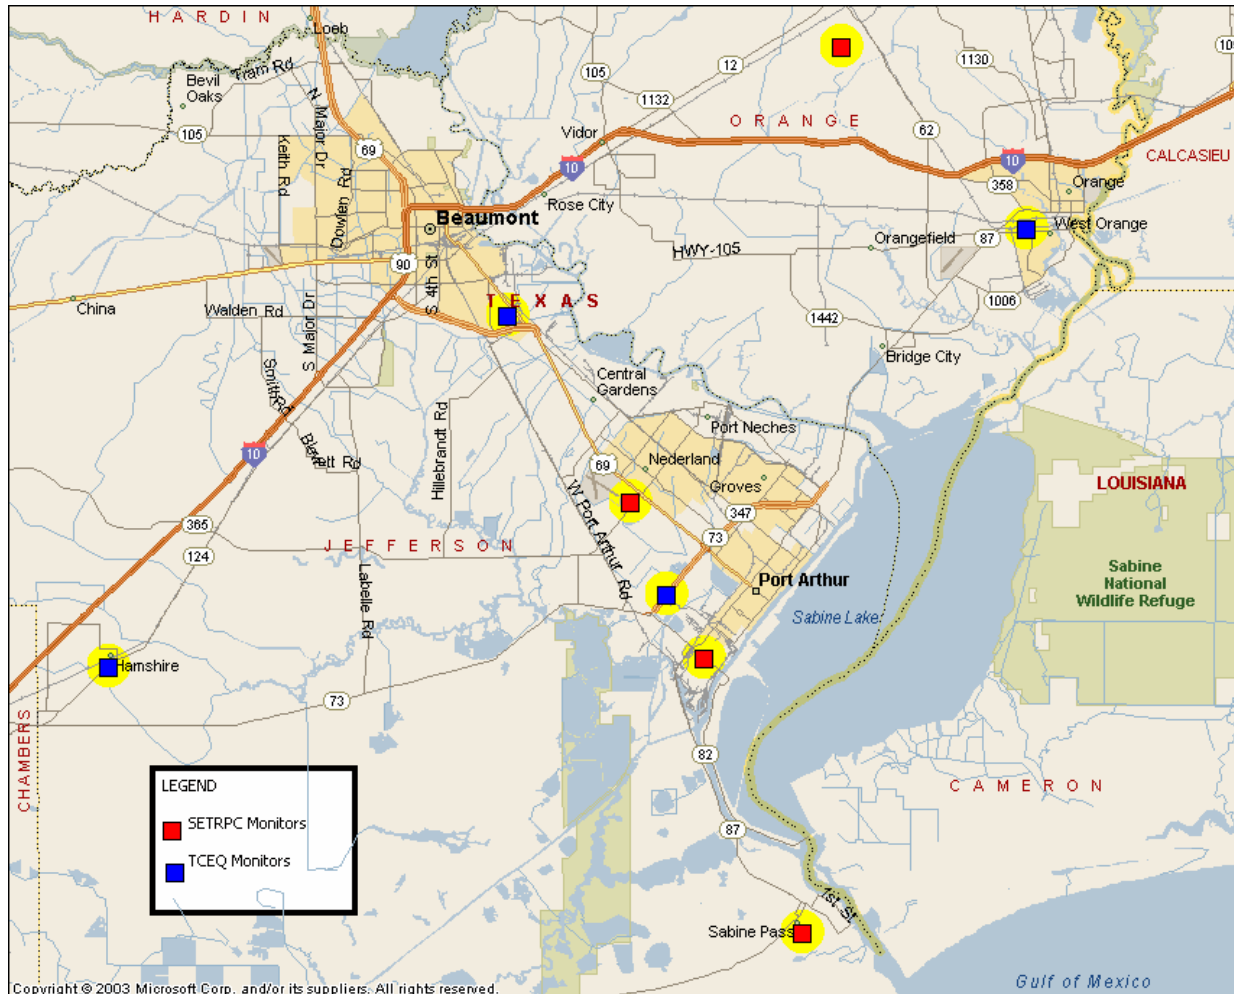 HARDIN
Loeb
Bevil
Oaks
Tram Rd
N Major Dr
105
Keith Rd
69
Dowlen Rd
105
12
1132
Vidor
ORANGE
1130
62
10
CALCASIEU
10
358
Orange
Rose City
Beaumont
HWY-105
Orangefield
87
West Orange
90
S 4th St
China
Walden Rd
S Major Dr
TEXAS
1006
1442
Bridge City
Smith Rd
Central
Gardens
Hillebrandt Rd
Port Neches
10
69
Nederland
Groves
LOUISIANA
W Port Arthur Rd
347
365
124
JEFFERSON
73
Labelle Rd
Port Arthur
Sabine Lake
Sabine
National
Wildlife Refuge
Hamshire
73
CHAMBERS
82
CAMERON
LEGEND
SETRPC Monitors
TCEQ Monitors
87
1st St
Sabine Pass
Gulf of Mexico
Copyright © 2003 Microsoft Corp. and/or its suppliers. All rights reserved.